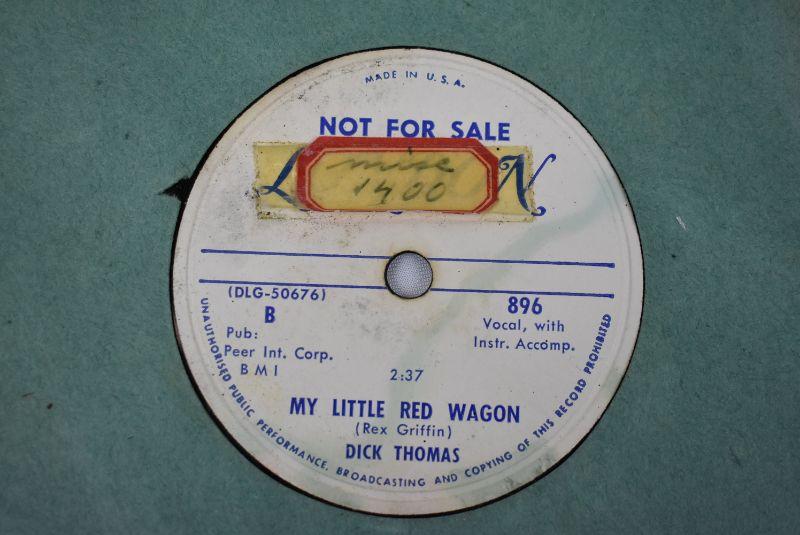 MADE IN U.S.A.
NOT FOR SALE
L N
misc
1400
(DLG-50676)
B
896
Pub:
Vocal, with
Peer Int. Corp.
Instr. Accomp.
BMI
2:37
MY LITTLE RED WAGON
(Rex Griffin)
DICK THOMAS
UNAUTHORISED PUBLIC PERFORMANCE, BROADCASTING AND COPYING OF THIS RECORD PROHIBITED